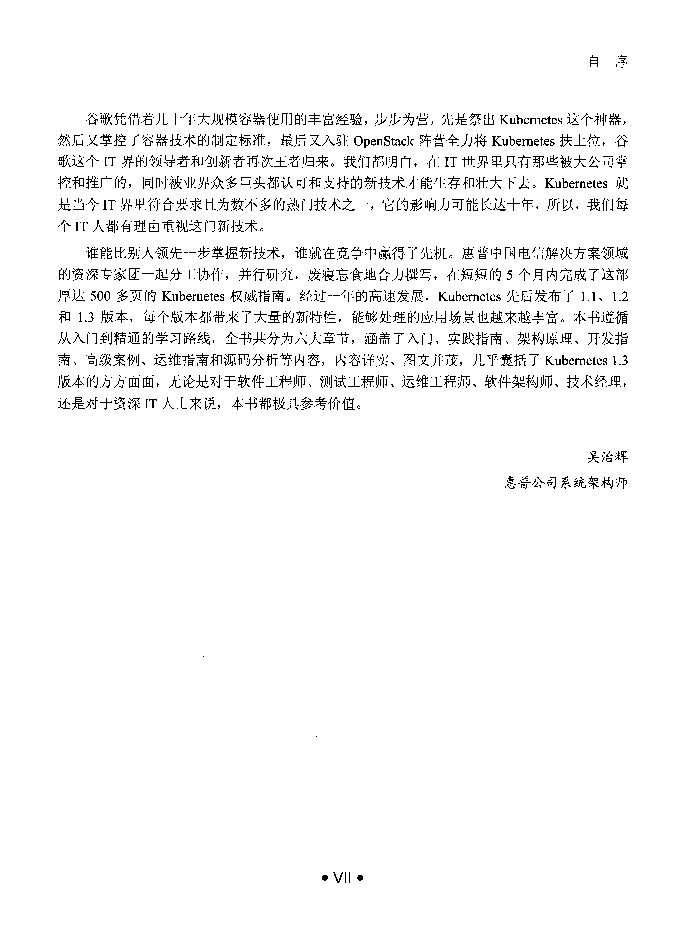 自 序
谷歌凭借着几十年大规模容器使用的丰富经验，步步为营，先是祭出 Kubernetes 这个神器，
然后又掌控了容器技术的制定标准，最后又入驻 OpenStack 阵营全力将 Kubernetes 扶上位，谷
歌这个 IT 界的领导者和创新者再次王者归来。我们都明白，在 IT 世界里只有那些被大公司掌
控和推广的，同时被业界众多巨头都认可和支持的新技术才能生存和壮大下去。Kubernetes 就
是当今 IT 界里符合要求且为数不多的热门技术之一，它的影响力可能长达十年，所以，我们每
个 IT 人都有理由重视这门新技术。
谁能比别人领先一步掌握新技术，谁就在竞争中赢得了先机。惠普中国电信解决方案领域
的资深专家团一起分工协作，并行研究，废寝忘食地合力撰写，在短短的 5 个月内完成了这部
厚达 500 多页的 Kubernetes 权威指南。经过一年的高速发展，Kubernetes 先后发布了 1.1、1.2
和 1.3 版本，每个版本都带来了大量的新特性，能够处理的应用场景也越来越丰富。本书遵循
从入门到精通的学习路线，全书共分为六大章节，涵盖了入门、实践指南、架构原理、开发指
南、高级案例、运维指南和源码分析等内容，内容详实、图文并茂，几乎囊括了 Kubernetes 1.3
版本的方方面面，无论是对于软件工程师、测试工程师、运维工程师、软件架构师、技术经理，
还是对于资深 IT 人士来说，本书都极具参考价值。
吴治辉
惠普公司系统架构师
• VII •